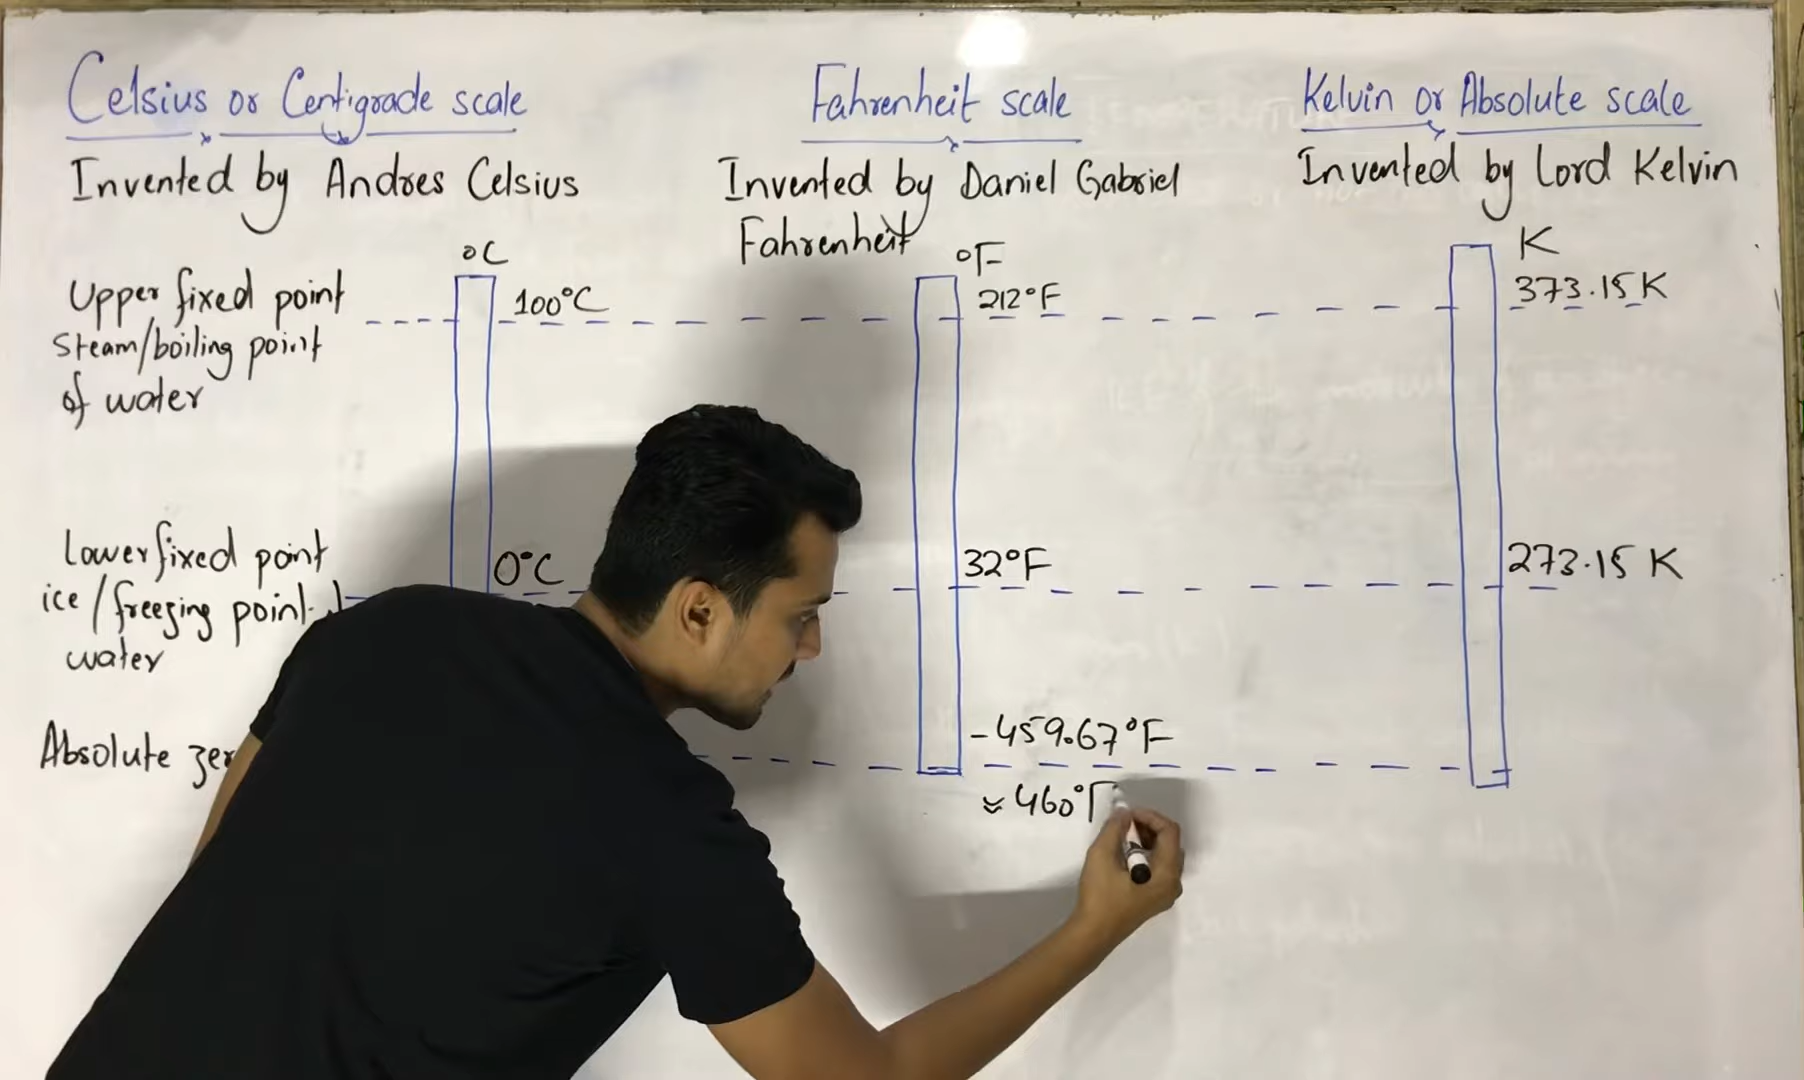 Celsius or Centigrade scale
Invented by Andres Celsius
Fahrenheit scale
Invented by Daniel Gabriel
Fahrenheit
Kelvin or Absolute scale
Invented by Lord Kelvin
°C
°F
K
Upper fixed point
Steam/boiling point
of water
100°C
212°F
373.15 K
Lower fixed point
ice/freezing point
water
0°C
32°F
273.15 K
Absolute
-459.67°F
≈ 460°